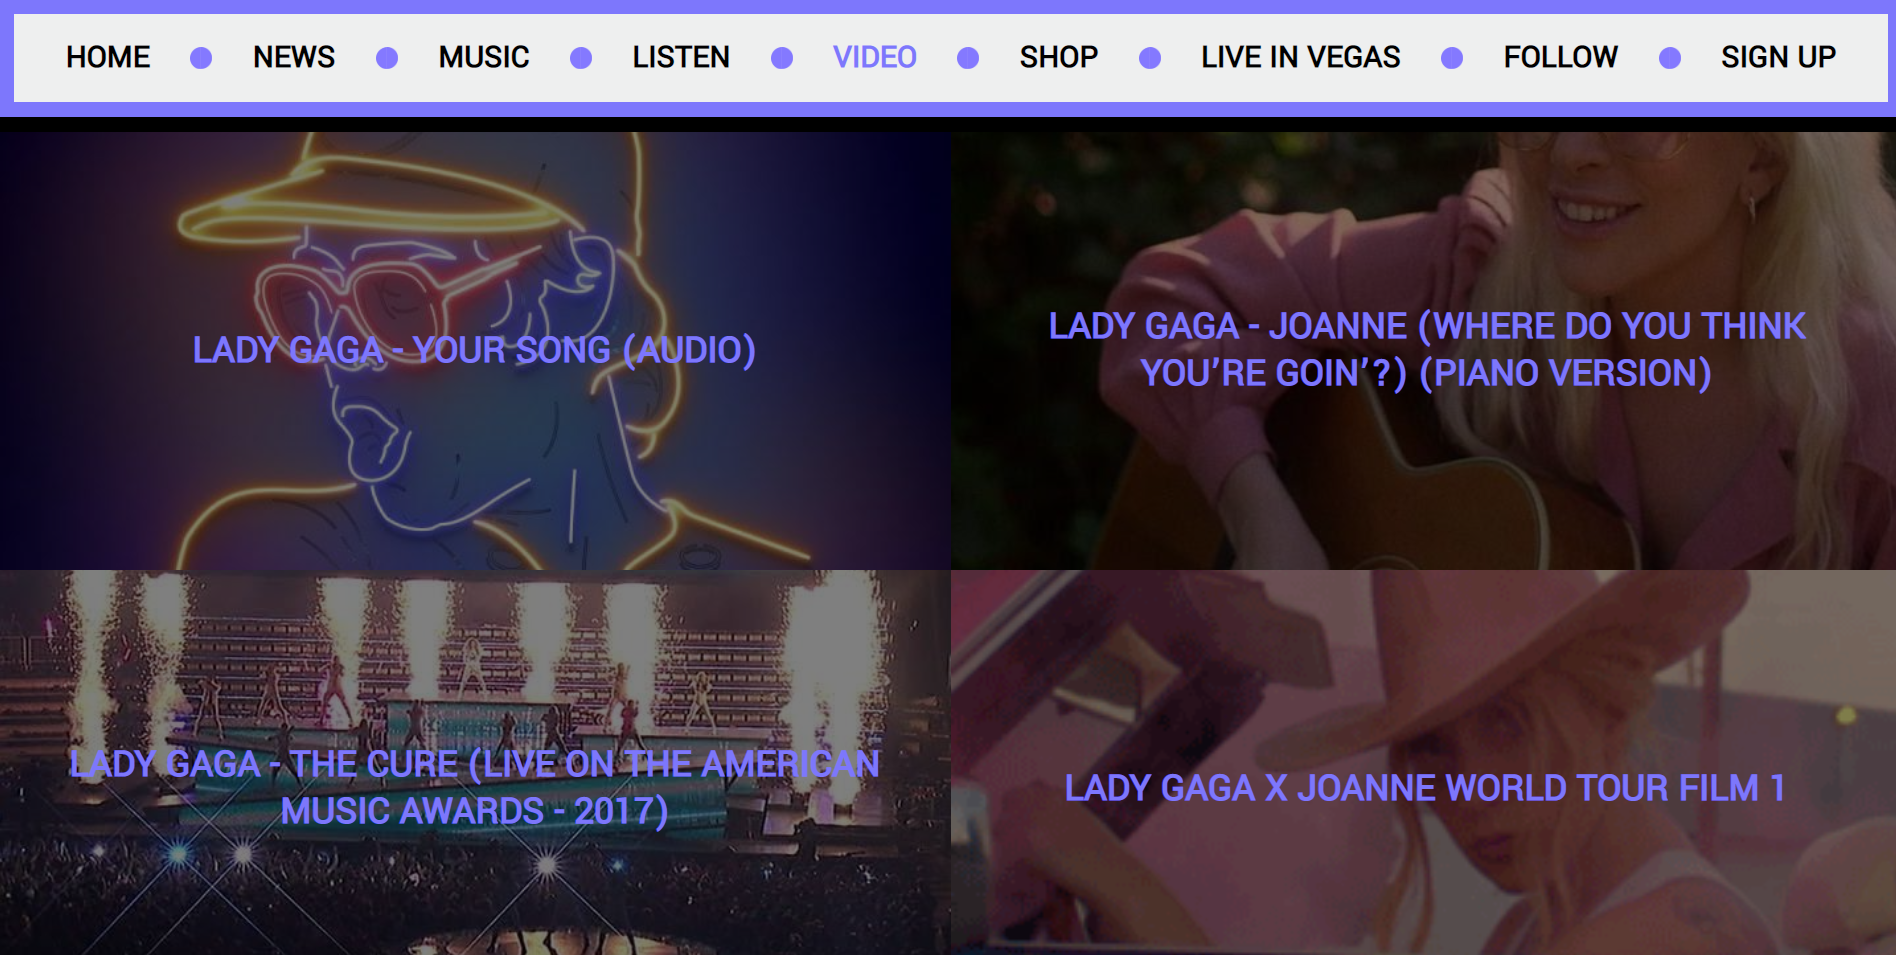 HOME NEWS MUSIC LISTEN VIDEO SHOP LIVE IN VEGAS FOLLOW SIGN UP
LADY GAGA - YOUR SONG (AUDIO)
LADY GAGA - JOANNE (WHERE DO YOU THINK
YOU’RE GOIN’?) (PIANO VERSION)
LADY GAGA - THE CURE (LIVE ON THE AMERICAN
MUSIC AWARDS - 2017)
LADY GAGA X JOANNE WORLD TOUR FILM 1